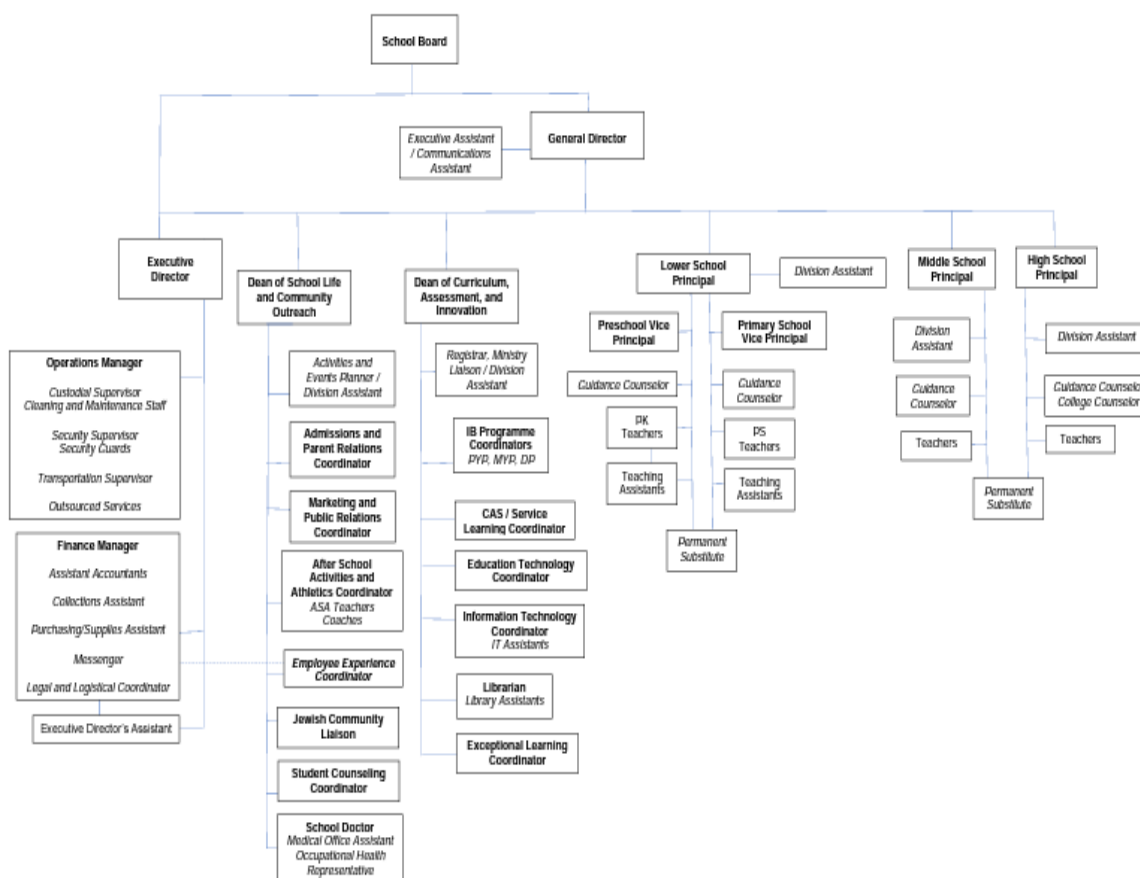 School Board
General Director
Executive Assistant
/ Communications
Assistant
Executive
Director
Dean of School Life
and Community
Outreach
Dean of Curriculum,
Assessment, and
Innovation
Lower School
Principal
Division Assistant
Middle School
Principal
High School
Principal
Operations Manager
Custodial Supervisor
Cleaning and Maintenance Staff
Security Supervisor
Security Guards
Transportation Supervisor
Outsourced Services
Finance Manager
Assistant Accountants
Collections Assistant
Purchasing/Supplies Assistant
Messenger
Legal and Logistical Coordinator
Executive Director's Assistant
Activities and
Events Planner /
Division Assistant
Admissions and
Parent Relations
Coordinator
Marketing and
Public Relations
Coordinator
After School
Activities and
Athletics Coordinator
ASA Teachers
Coaches
Employee Experience
Coordinator
Jewish Community
Liaison
Student Counseling
Coordinator
School Doctor
Medical Office Assistant
Occupational Health
Representative
Registrar, Ministry
Liaison / Division
Assistant
IB Programme
Coordinators
PYP, MYP, DP
CAS / Service
Learning Coordinator
Education Technology
Coordinator
Information Technology
Coordinator
IT Assistants
Librarian
Library Assistants
Exceptional Learning
Coordinator
Preschool Vice
Principal
Guidance Counselor
PK
Teachers
Teaching
Assistants
Primary School
Vice Principal
Guidance
Counselor
PS
Teachers
Teaching
Assistants
Permanent
Substitute
Division
Assistant
Guidance
Counselor
Teachers
Division Assistant
Guidance Counselo
College Counselor
Teachers
Permanent
Substitute